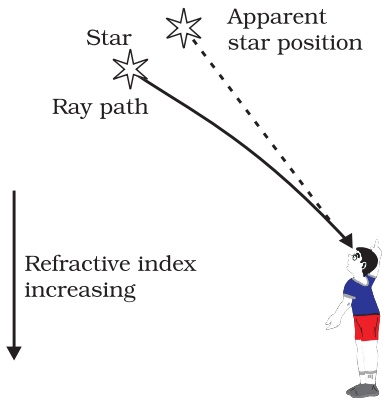 Apparent
star position
Star
Ray path
Refractive index
increasing